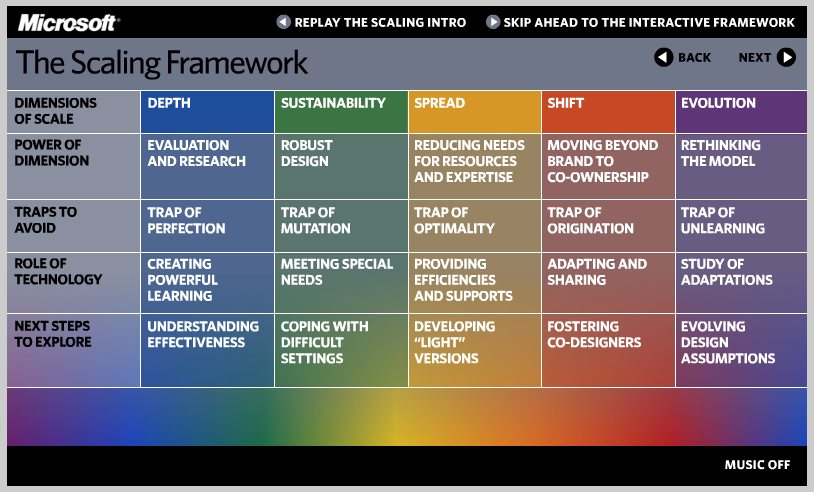 Microsoft®
REPLAY THE SCALING INTRO
SKIP AHEAD TO THE INTERACTIVE FRAMEWORK
The Scaling Framework
BACK
NEXT
DIMENSIONS
OF SCALE
DEPTH
SUSTAINABILITY
SPREAD
SHIFT
EVOLUTION
POWER OF
DIMENSION
EVALUATION
AND RESEARCH
ROBUST
DESIGN
REDUCING NEEDS
FOR RESOURCES
AND EXPERTISE
MOVING BEYOND
BRAND TO
CO-OWNERSHIP
RETHINKING
THE MODEL
TRAPS TO
AVOID
TRAP OF
PERFECTION
TRAP OF
MUTATION
TRAP OF
OPTIMALITY
TRAP OF
ORIGINATION
TRAP OF
UNLEARNING
ROLE OF
TECHNOLOGY
CREATING
POWERFUL
LEARNING
MEETING SPECIAL
NEEDS
PROVIDING
EFFICIENCIES
AND SUPPORTS
ADAPTING AND
SHARING
STUDY OF
ADAPTATIONS
NEXT STEPS
TO EXPLORE
UNDERSTANDING
EFFECTIVENESS
COPING WITH
DIFFICULT
SETTINGS
DEVELOPING
“LIGHT”
VERSIONS
FOSTERING
CO-DESIGNERS
EVOLVING
DESIGN
ASSUMPTIONS
MUSIC OFF